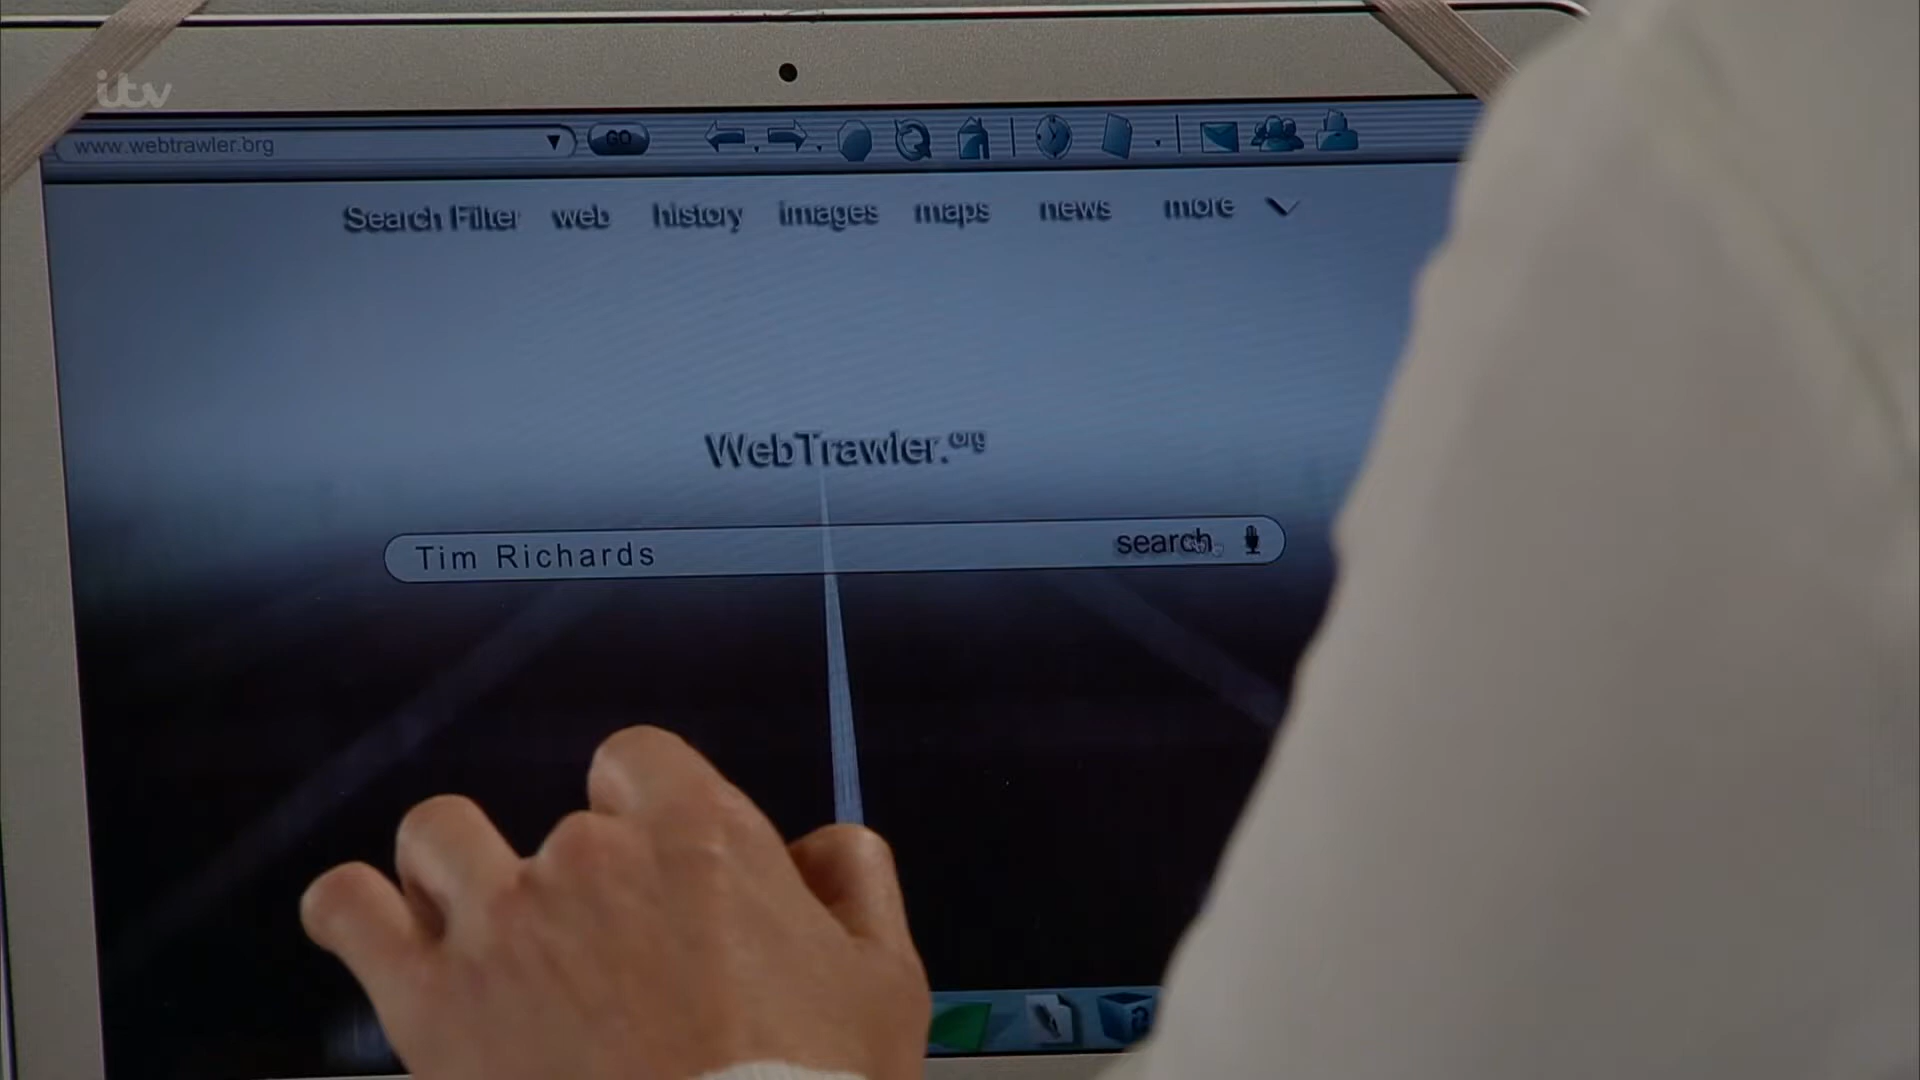 itv
www.webtrawler.org
GO
Search Filter web history images maps news more
WebTrawler.org
Tim Richards search